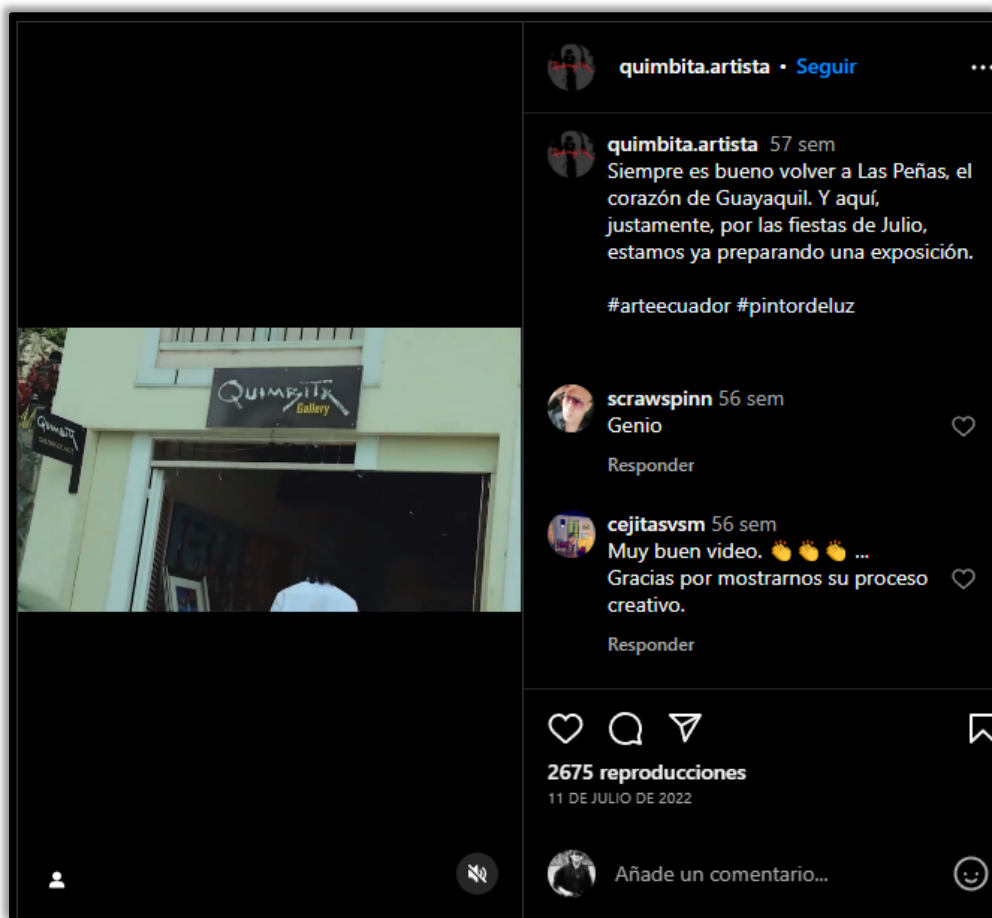 quimbita.artista • Seguir
quimbita.artista 57 sem
Siempre es bueno volver a Las Peñas, el
corazón de Guayaquil. Y aquí,
justamente, por las fiestas de Julio,
estamos ya preparando una exposición.
#arteecuador #pintordeluz
scrawspinn 56 sem
Genio
Responder
cejitasvsm 56 sem
Muy buen video. 👏👏👏 ...
Gracias por mostrarnos su proceso
creativo.
Responder
2675 reproducciones
11 DE JULIO DE 2022
Añade un comentario...
QUIMBITA
Gallery
QUIMBITA